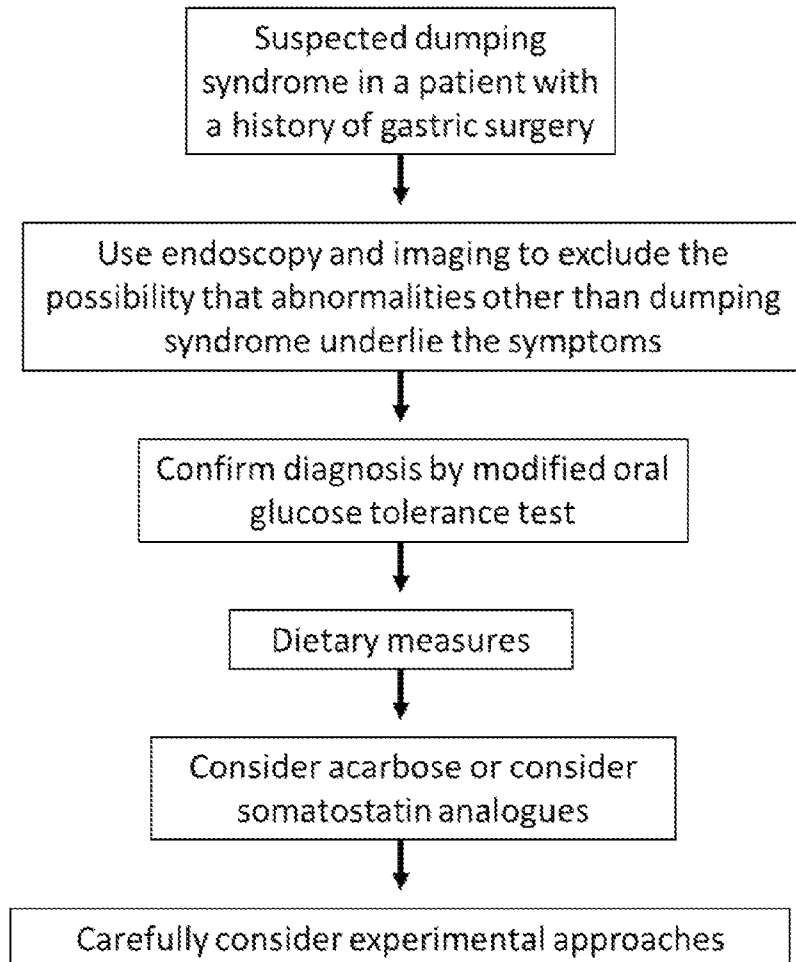 Suspected dumping
syndrome in a patient with
a history of gastric surgery
Use endoscopy and imaging to exclude the
possibility that abnormalities other than dumping
syndrome underlie the symptoms
Confirm diagnosis by modified oral
glucose tolerance test
Dietary measures
Consider acarbose or consider
somatostatin analogues
Carefully consider experimental approaches